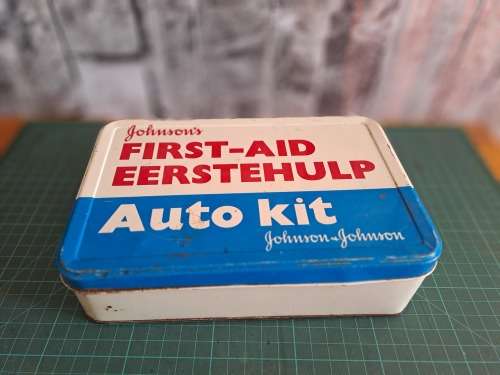 Johnson's
FIRST-AID
EERSTEHULP
Auto kit
Johnson & Johnson